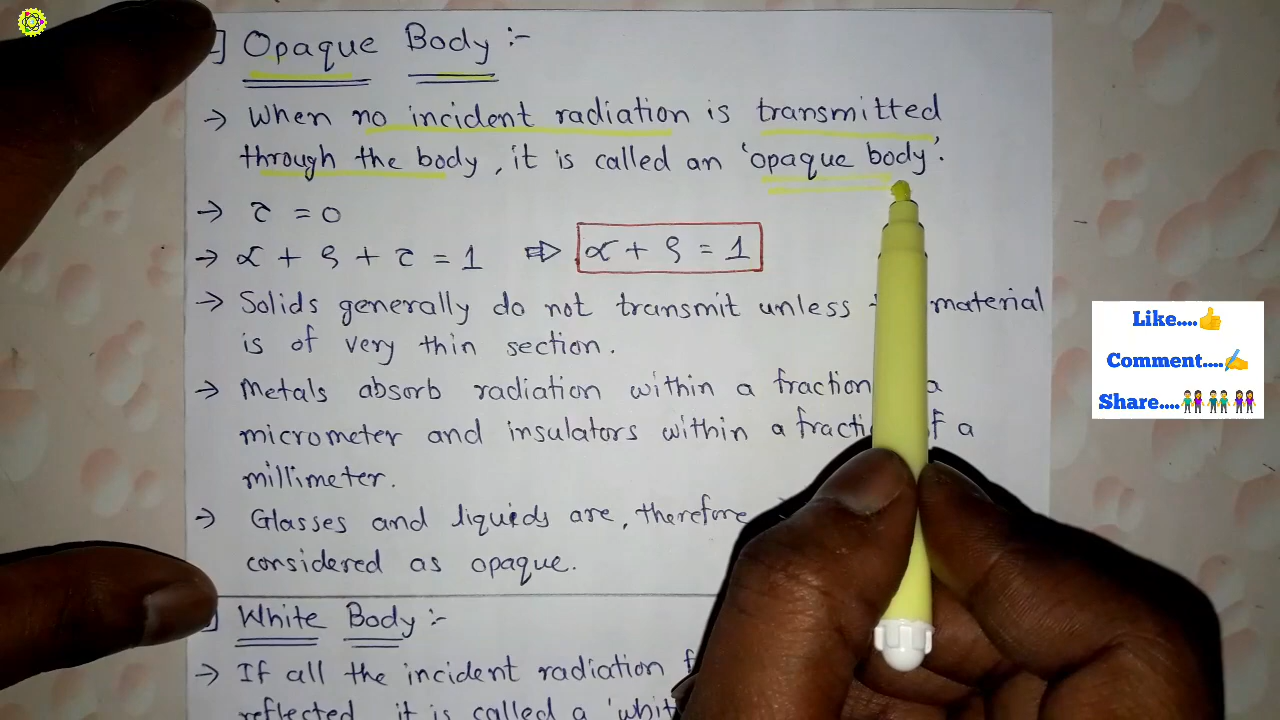 ] Opaque Body :-
→ When no incident radiation is transmitted
through the body, it is called an 'opaque body'.
→ τ = 0
→ α + ρ + τ = 1 ⇒ α + ρ = 1
→ Solids generally do not transmit unless material
is of very thin section.
→ Metals absorb radiation within a fraction a
micrometer and insulators within a fraction of a
millimeter.
→ Glasses and liquids are, therefore
considered as opaque.
] White Body :-
→ If all the incident radiation
reflected it is called a 'white
Like....👍
Comment....✍
Share....👫👫👭